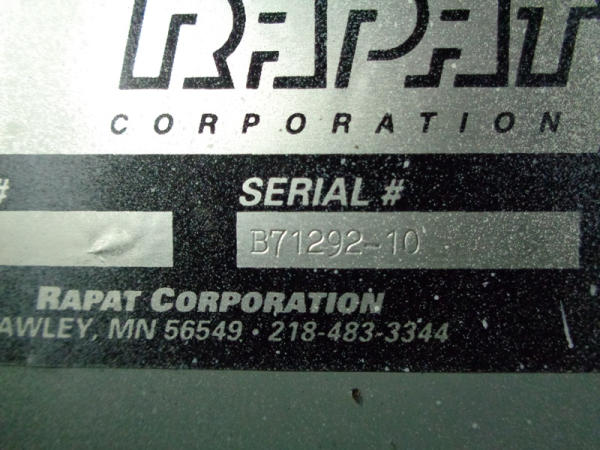 RAPAT
CORPORATION
# SERIAL #
B71292-10
RAPAT CORPORATION
AWLEY, MN 56549 · 218-483-3344